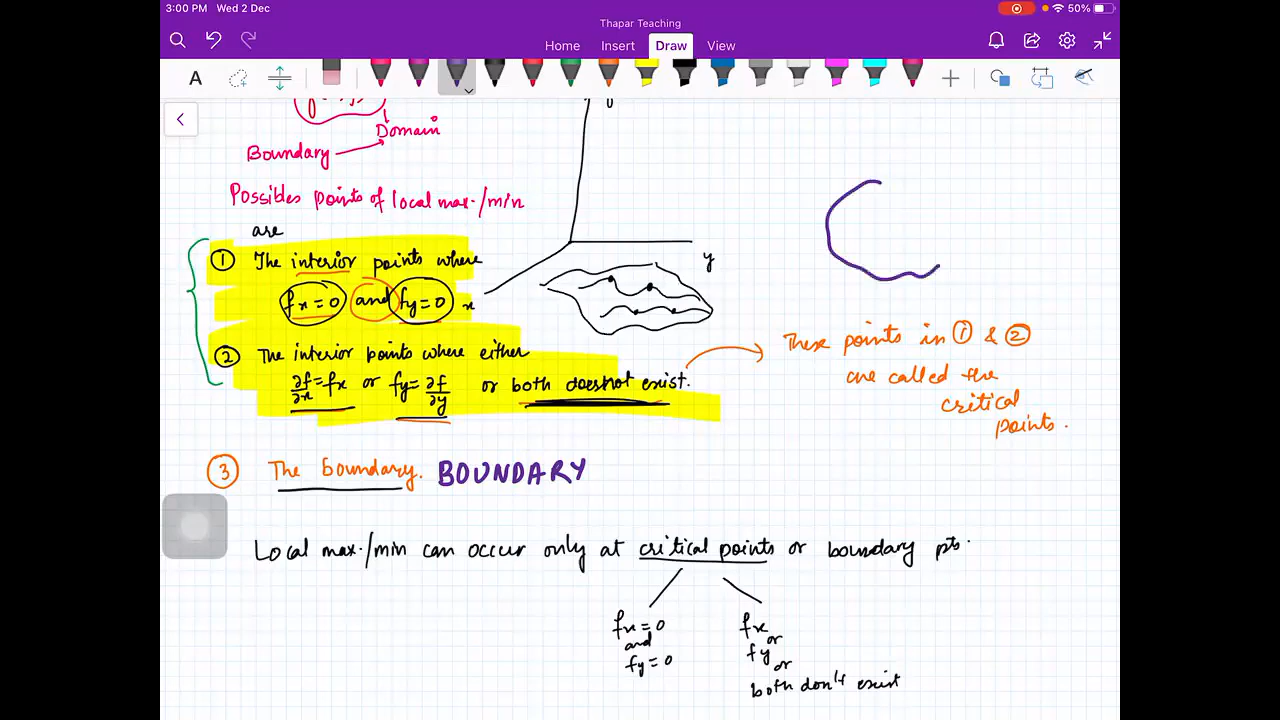 3:00 PM Wed 2 Dec
50%
Thapar Teaching
Home Insert Draw View
A
Domain
Boundary
y
Possibles points of local max./min
are
① The interior points where
fx=0 and fy=0 x
② The interior points where either
∂f/∂x=fx or fy=∂f/∂y or both doesnot exist.
These points in ① & ②
are called the
critical
points.
③ The boundary. BOUNDARY
Local max./min can occur only at critical points or boundary pts.
fx=0
and
fy=0
fx
or
fy
or
both don't exist